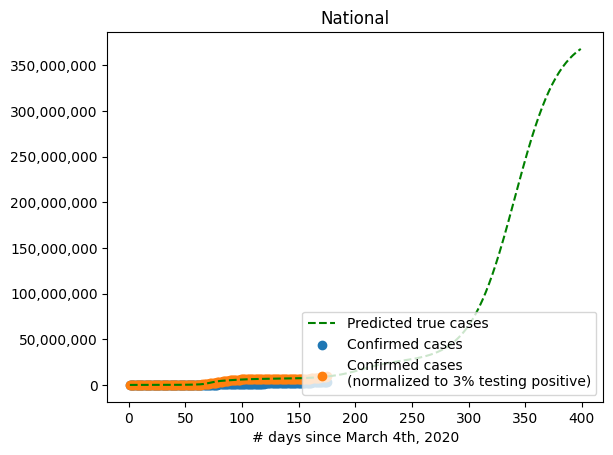 National
350,000,000
300,000,000
250,000,000
200,000,000
150,000,000
100,000,000
50,000,000
0
Predicted true cases
Confirmed cases
Confirmed cases
(normalized to 3% testing positive)
0 50 100 150 200 250 300 350 400
# days since March 4th, 2020